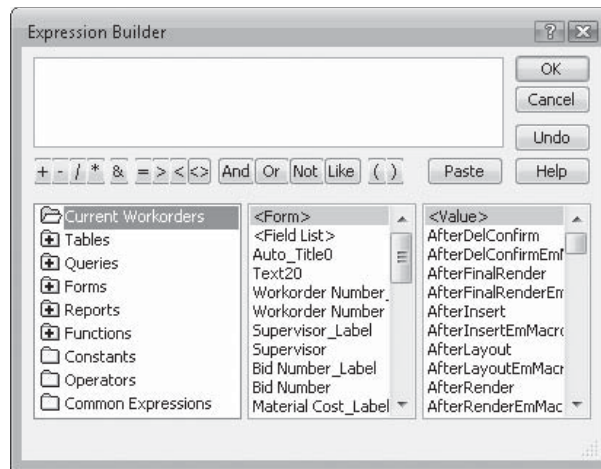 Expression Builder
OK
Cancel
Undo
+ - / * & = > < <> And Or Not Like ( ) Paste Help
Current Workorders
Tables
Queries
Forms
Reports
Functions
Constants
Operators
Common Expressions
<Form>
<Field List>
Auto_Title0
Text20
Workorder Number_
Workorder Number
Supervisor_Label
Supervisor
Bid Number_Label
Bid Number
Material Cost_Label
<Value>
AfterDelConfirm
AfterDelConfirmEmM
AfterFinalRender
AfterFinalRenderEm
AfterInsert
AfterInsertEmMacro
AfterLayout
AfterLayoutEmMacr
AfterRender
AfterRenderEmMac